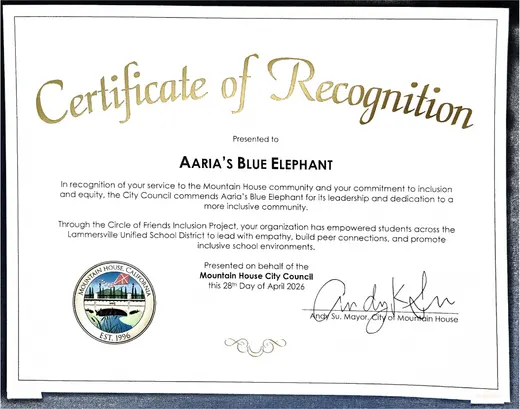 Certificate of Recognition
Presented to
AARIA'S BLUE ELEPHANT
In recognition of your service to the Mountain House community and your commitment to inclusion
and equity, the City Council commends Aaria's Blue Elephant for its leadership and dedication to a
more inclusive community.
Through the Circle of Friends Inclusion Project, your organization has empowered students across the
Lammersville Unified School District to lead with empathy, build peer connections, and promote
inclusive school environments.
Presented on behalf of the
Mountain House City Council
this 28th Day of April 2026
MOUNTAIN HOUSE CALIFORNIA
EST. 1996
Andy Su
Andy Su, Mayor, City of Mountain House